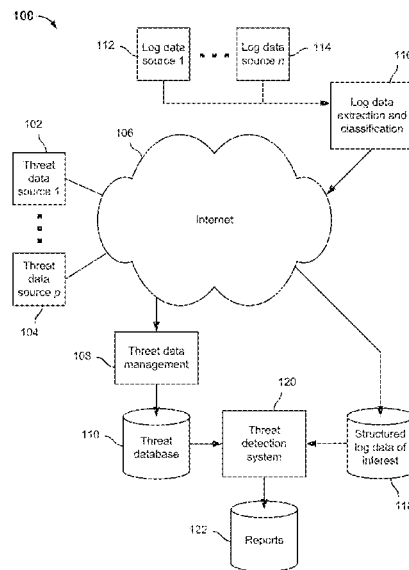 100
112
Log data
source 1
Log data
source n
114
116
Log data
extraction and
classification
102
Threat data
source 1
106
Internet
Threat data
source p
104
108
Threat data
management
110
Threat
database
120
Threat
detection
system
Structured
log data of
interest
118
122
Reports